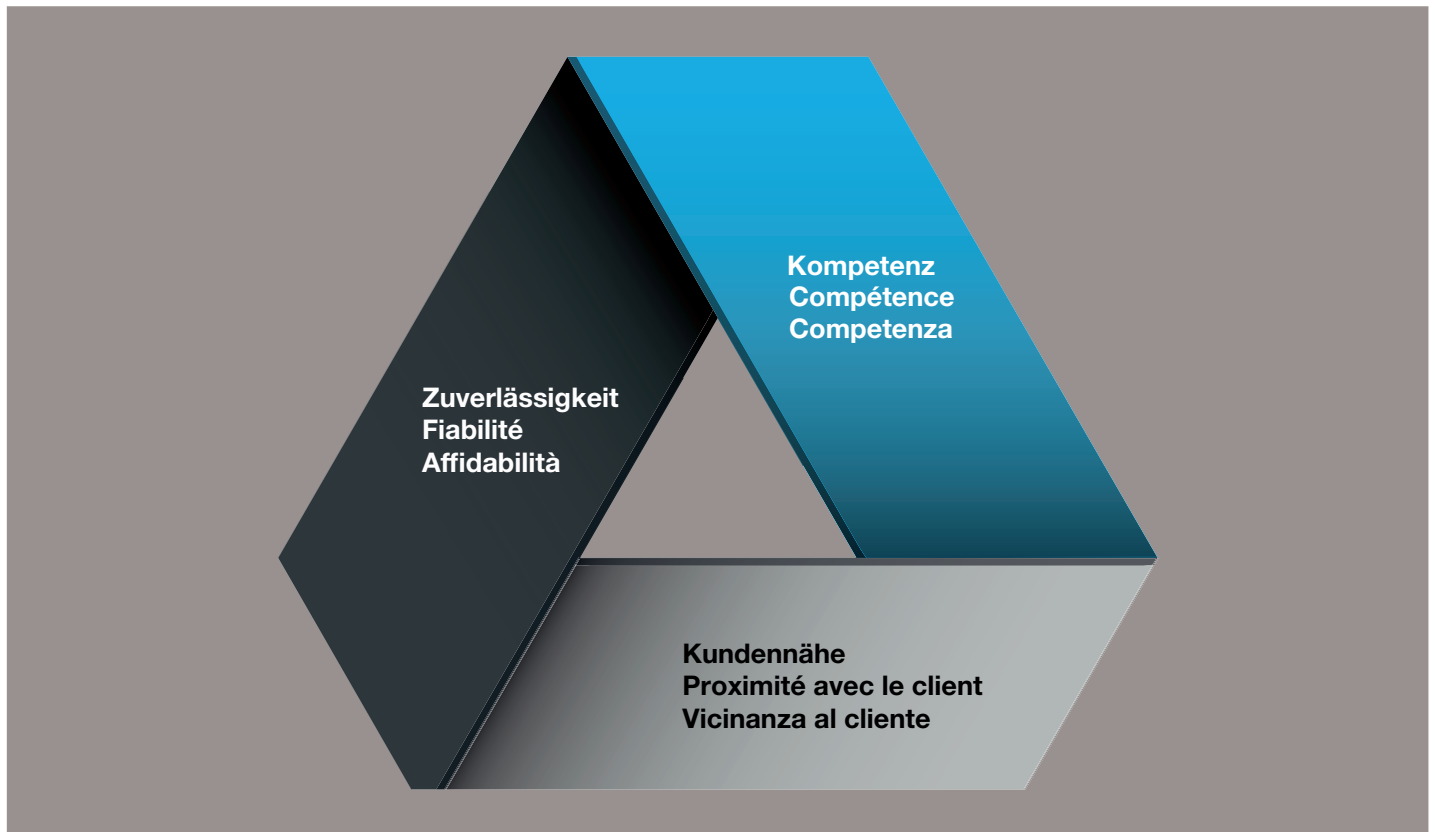 Kompetenz
Compétence
Competenza
Zuverlässigkeit
Fiabilité
Affidabilità
Kundennähe
Proximité avec le client
Vicinanza al cliente